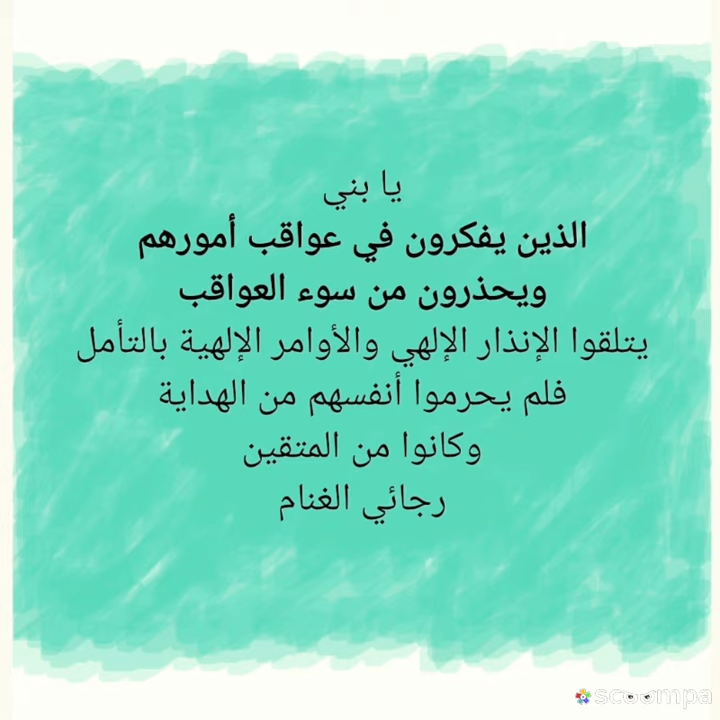 يا بني
الذين يفكرون في عواقب أمورهم
ويحذرون من سوء العواقب
يتلقوا الإنذار الإلهي والأوامر الإلهية بالتأمل
فلم يحرموا أنفسهم من الهداية
وكانوا من المتقين
رجائي الغنام
scoompa